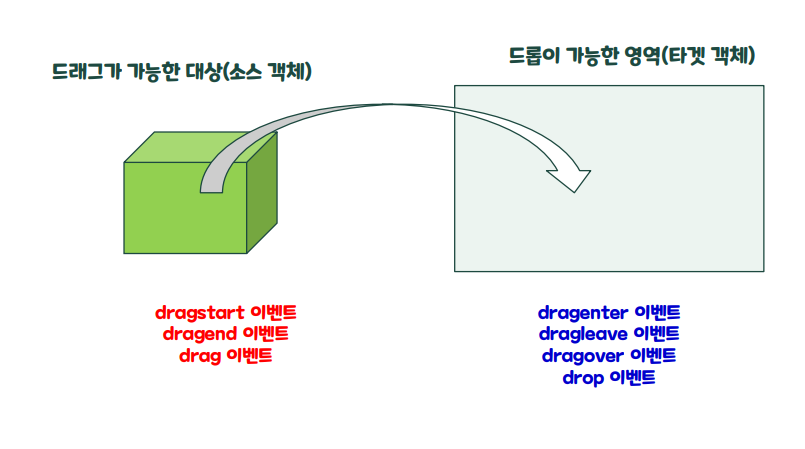 드래그가 가능한 대상(소스 객체)
드롭이 가능한 영역(타겟 객체)
dragstart 이벤트
dragend 이벤트
drag 이벤트
dragenter 이벤트
dragleave 이벤트
dragover 이벤트
drop 이벤트